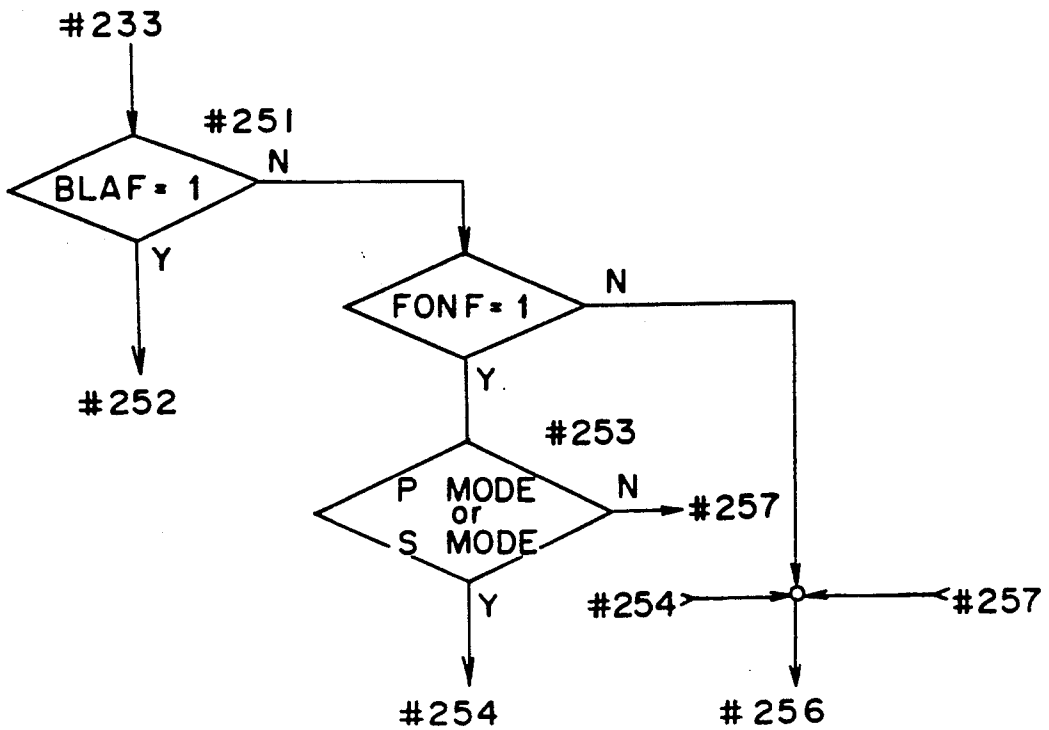 #233
#251
BLAF = 1
N
Y
#252
FONF = 1
N
Y
#253
P MODE
or
S MODE
N
#257
Y
#254
#254
#257
#256